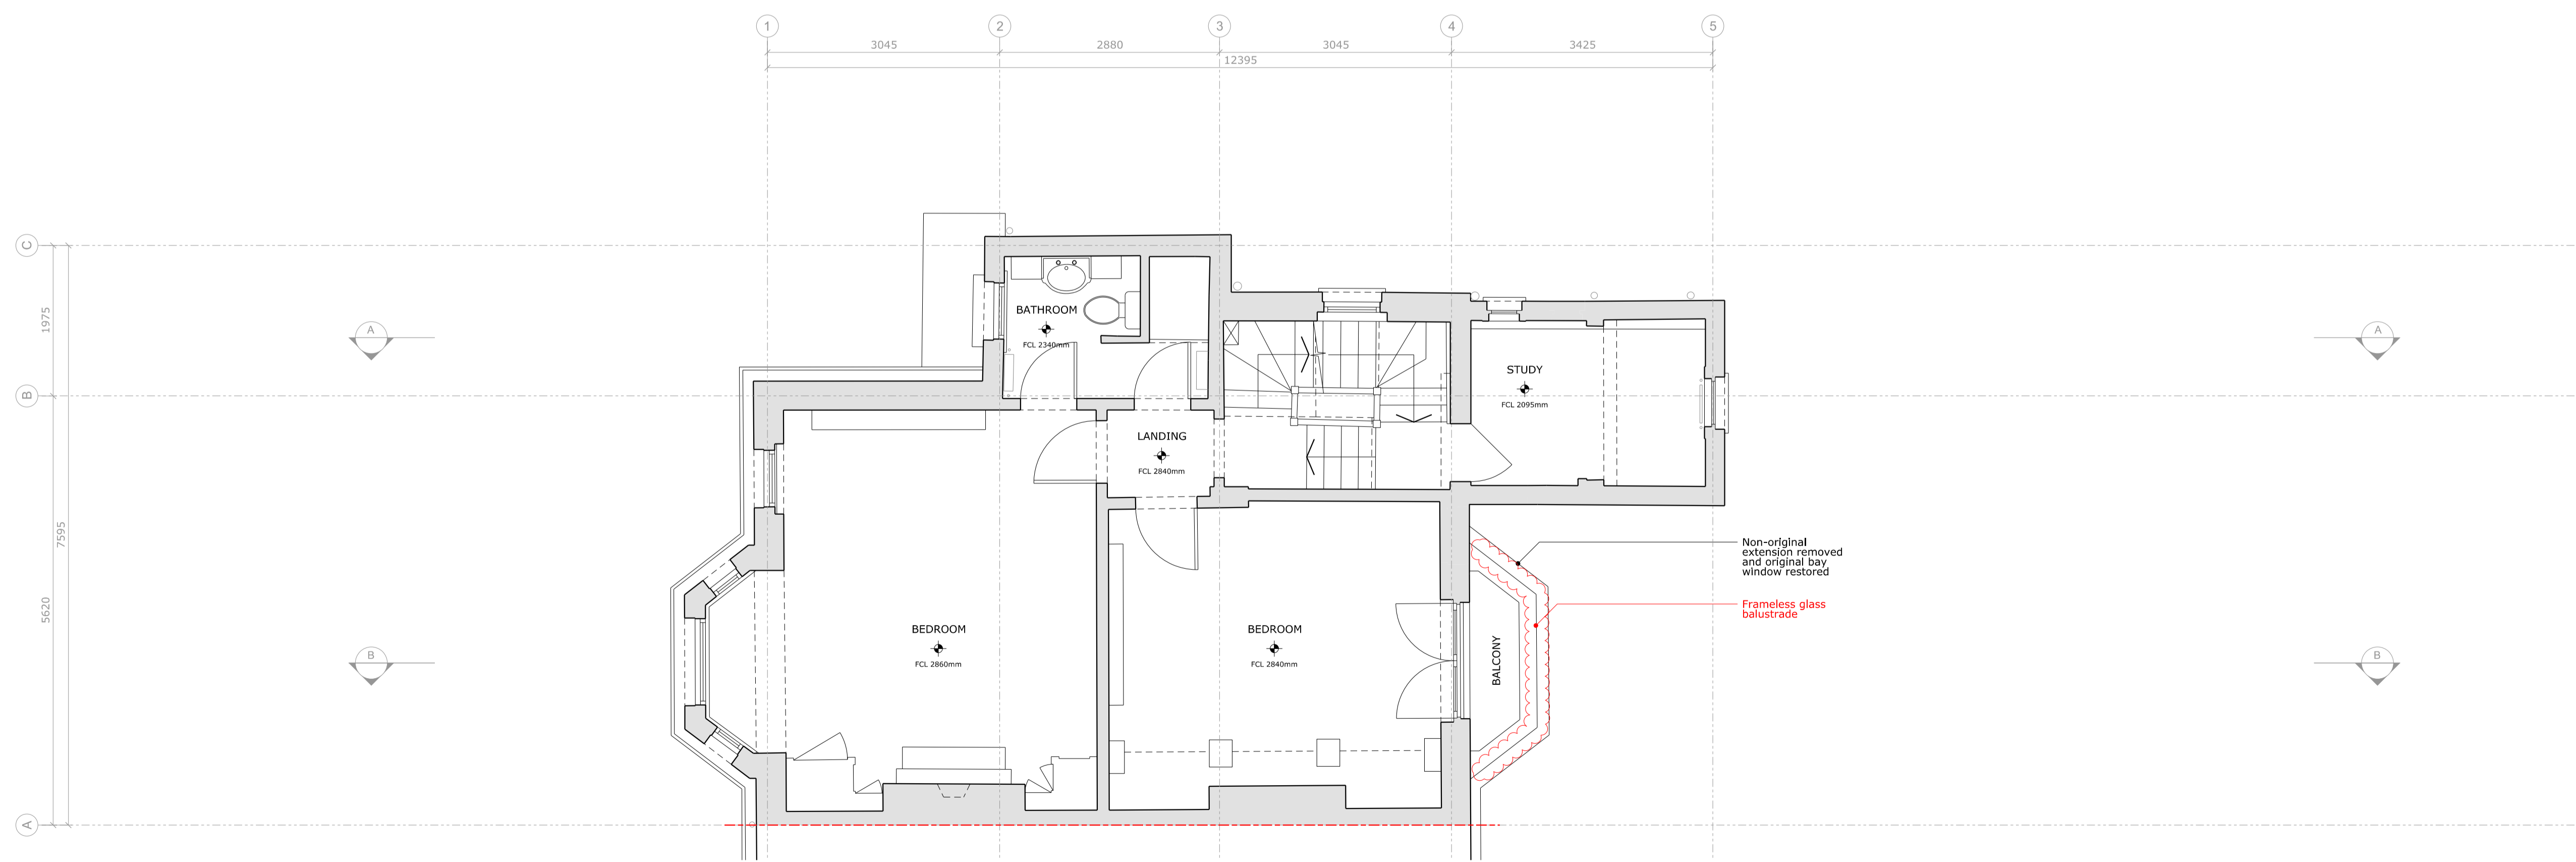 1
2
3
4
5
3045
2880
3045
3425
12395
C
B
A
1975
5620
7595
A
A
B
B
BATHROOM
FCL 2340mm
STUDY
FCL 2095mm
LANDING
FCL 2840mm
BEDROOM
FCL 2860mm
BEDROOM
FCL 2840mm
BALCONY
Non-original
extension removed
and original bay
window restored
Frameless glass
balustrade